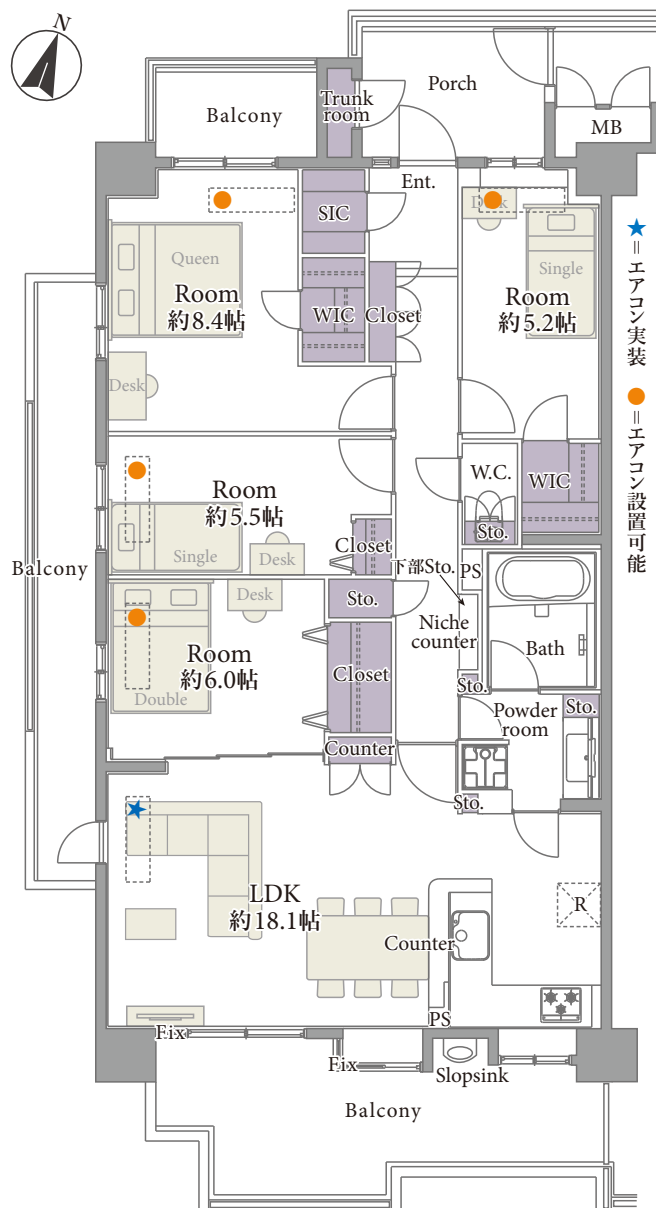 N
Porch
Trunk
room
Balcony
MB
Ent.
SIC
Desk
Queen
Single
Room
約8.4帖
WIC
Closet
Room
約5.2帖
★=エアコン実装
●=エアコン設置可能
Desk
W.C.
WIC
Room
約5.5帖
Sto.
Closet
Single
Desk
Balcony
下部Sto.
PS
Desk
Sto.
Niche
counter
Bath
Room
約6.0帖
Closet
Sto.
Double
Powder
room
Sto.
Counter
Sto.
LDK
約18.1帖
R
Counter
PS
Fix
Fix
Slopsink
Balcony